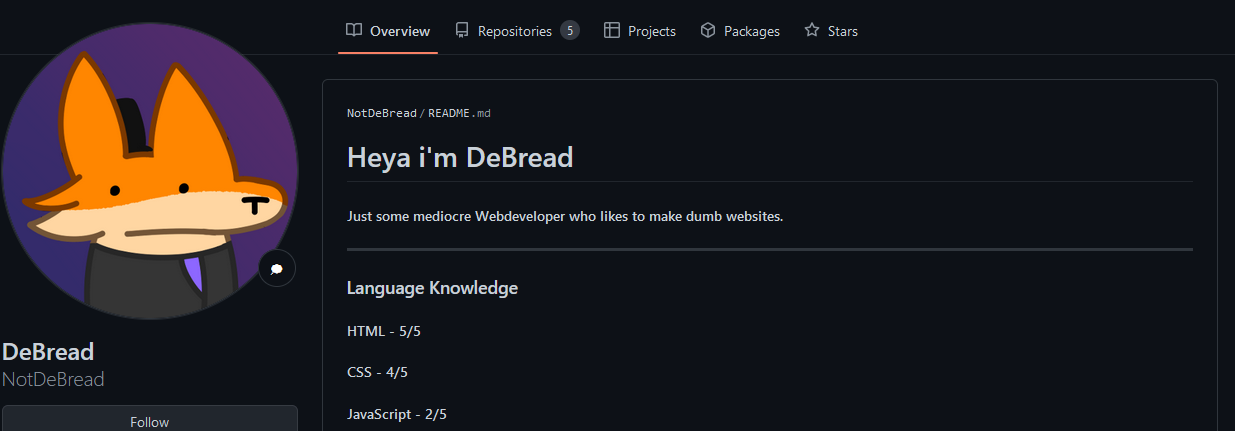 Overview Repositories 5 Projects Packages Stars
NotDeBread/README.md
Heya i'm DeBread
Just some mediocre Webdeveloper who likes to make dumb websites.
Language Knowledge
HTML - 5/5
CSS - 4/5
JavaScript - 2/5
DeBread
NotDeBread
Follow